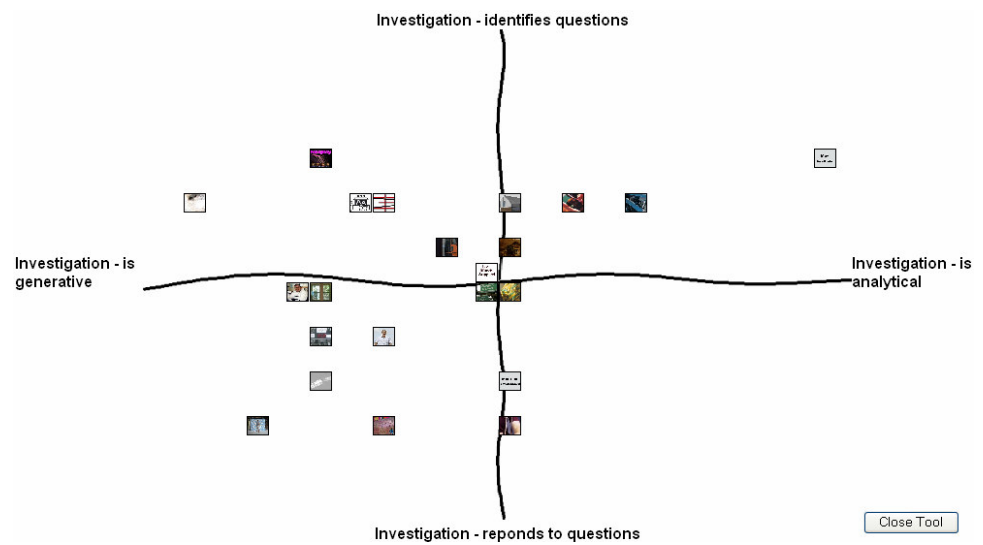 Investigation - identifies questions
Investigation - is
generative
Investigation - is
analytical
Investigation - reponds to questions
Close Tool